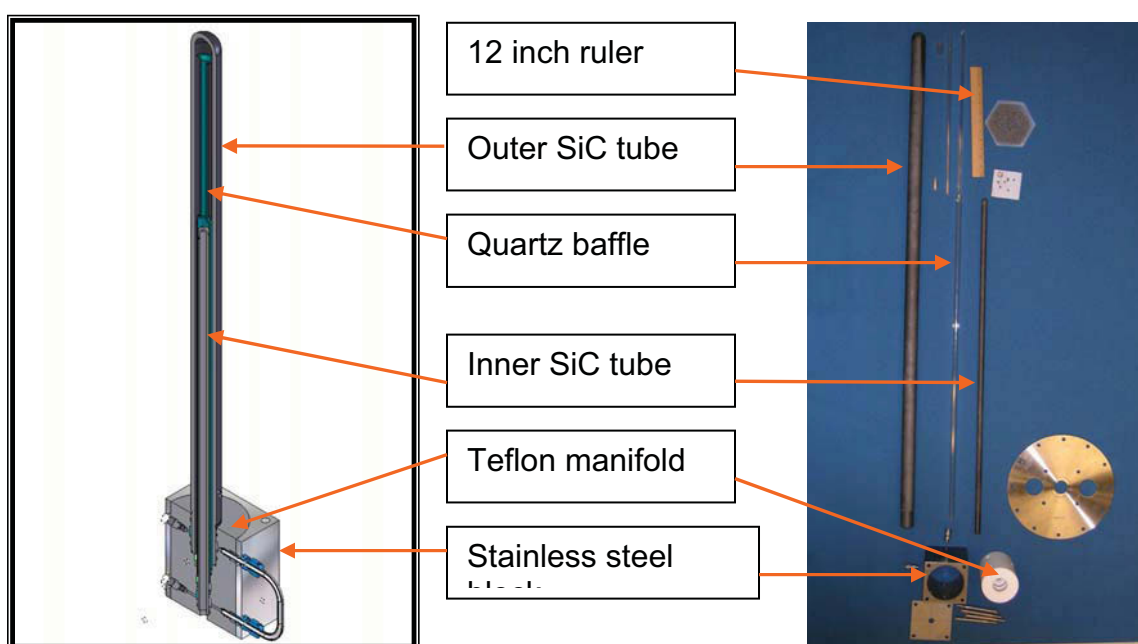 12 inch ruler
Outer SiC tube
Quartz baffle
Inner SiC tube
Teflon manifold
Stainless steel